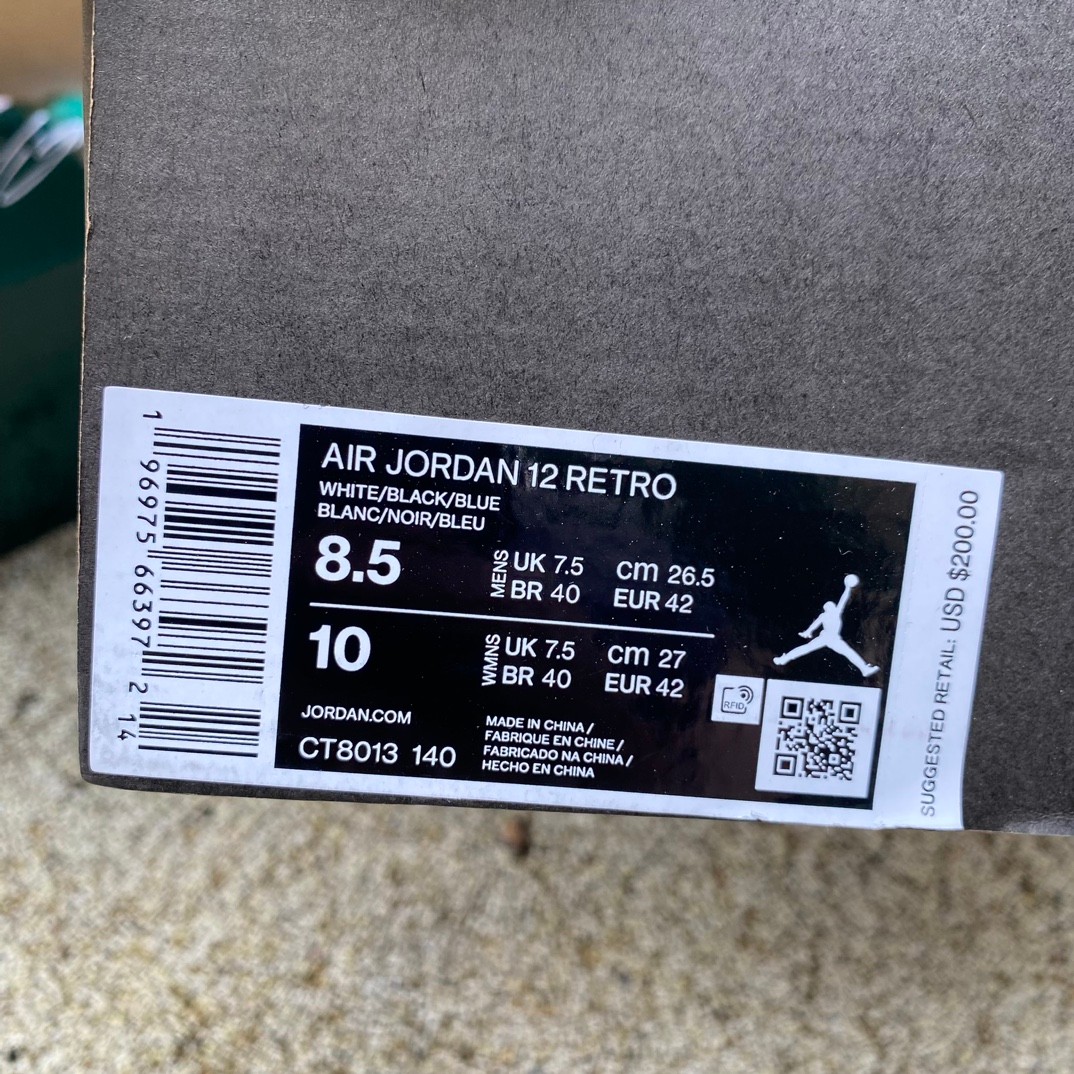 1 96975 66397 2 14
AIR JORDAN 12 RETRO
WHITE/BLACK/BLUE
BLANC/NOIR/BLEU
8.5
MENS
UK 7.5 cm 26.5
BR 40 EUR 42
10
WMNS
UK 7.5 cm 27
BR 40 EUR 42
JORDAN.COM
CT8013 140
MADE IN CHINA /
FABRIQUE EN CHINE /
FABRICADO NA CHINA /
HECHO EN CHINA
RFID
SUGGESTED RETAIL: USD $200.00